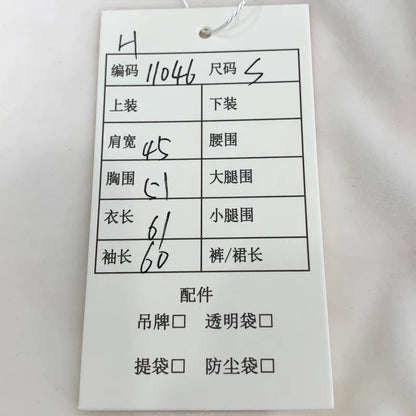 H
编码 11046 尺码 S
上装 下装
肩宽 45 腰围
胸围 51 大腿围
衣长 61 小腿围
袖长 60 裤/裙长
配件
吊牌□ 透明袋□
提袋□ 防尘袋□